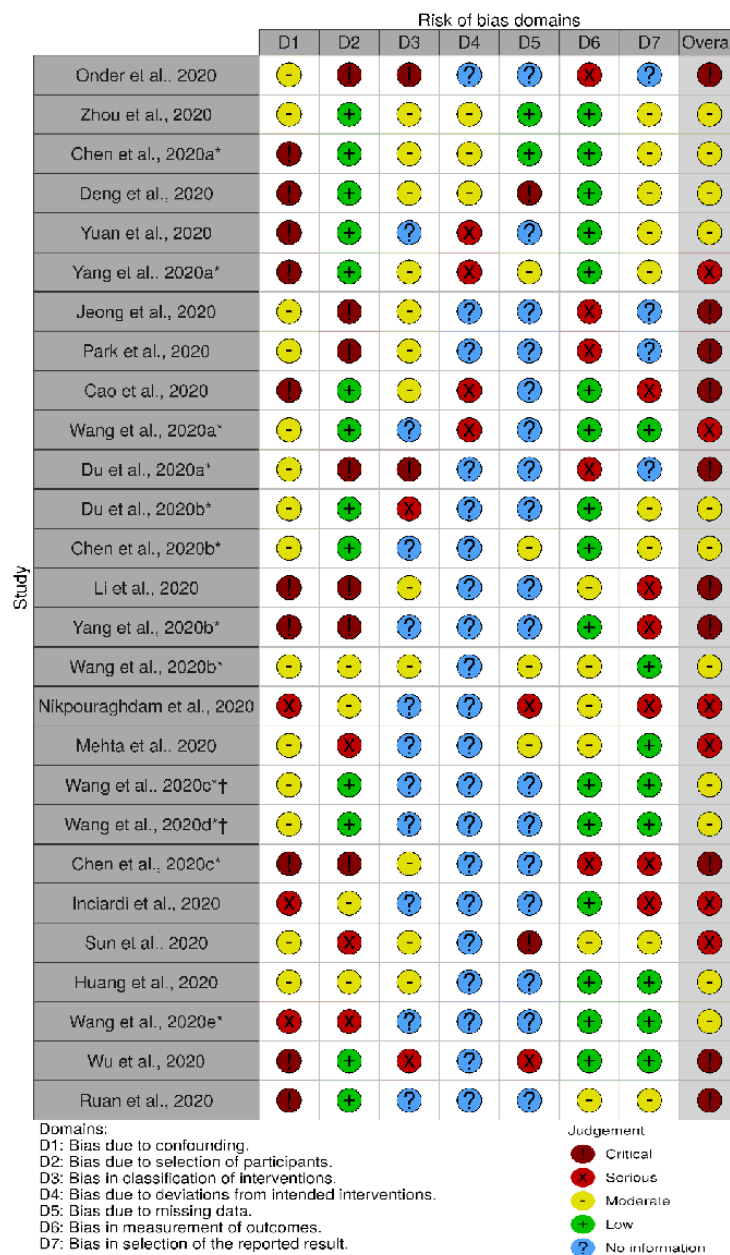 Risk of bias domains
D1 D2 D3 D4 D5 D6 D7 Overa
Study
Onder et al.. 2020 - ! ! ? ? X ? !
Zhou et al., 2020 - + - - + + - -
Chen et al., 2020a* ! + - - + + - -
Deng et al., 2020 ! + - - ! + - -
Yuan et al., 2020 ! + ? X ? + - -
Yang et al.. 2020a* ! + - X - + - X
Jeong et al., 2020 - ! - ? ? X ? !
Park et al., 2020 - ! - ? ? X ? !
Cao et al., 2020 ! + - X ? + X !
Wang et al., 2020a* - + ? X ? + + X
Du et al., 2020a* - ! ! ? ? X ? !
Du et al., 2020b* - + X ? ? + - -
Chen et al., 2020b* - + ? ? - + - -
Li et al., 2020 ! ! - ? ? - X !
Yang et al., 2020b* ! ! ? ? ? + X !
Wang et al., 2020b* - - - ? - - + -
Nikpouraghdam et al., 2020 X - ? ? X - X X
Mehta et al.. 2020 - X ? ? - - + X
Wang et al.. 2020c*† - + ? ? ? + + -
Wang et al., 2020d*† - + ? ? ? + + -
Chen et al., 2020c* ! ! - ? ? X X !
Inciardi et al., 2020 X - ? ? ? + X X
Sun et al., 2020 - X - ? ! - - X
Huang et al., 2020 - - - ? ? + + -
Wang et al., 2020e* X X ? ? ? + + -
Wu et al., 2020 ! + X ? X + + !
Ruan et al., 2020 ! + ? ? ? - - !
Domains:
D1: Bias due to confounding.
D2: Bias due to selection of participants.
D3: Bias in classification of interventions.
D4: Bias due to deviations from intended interventions.
D5: Bias due to missing data.
D6: Bias in measurement of outcomes.
D7: Bias in selection of the reported result.
Judgement
! Critical
X Serious
- Moderate
+ Low
? No information